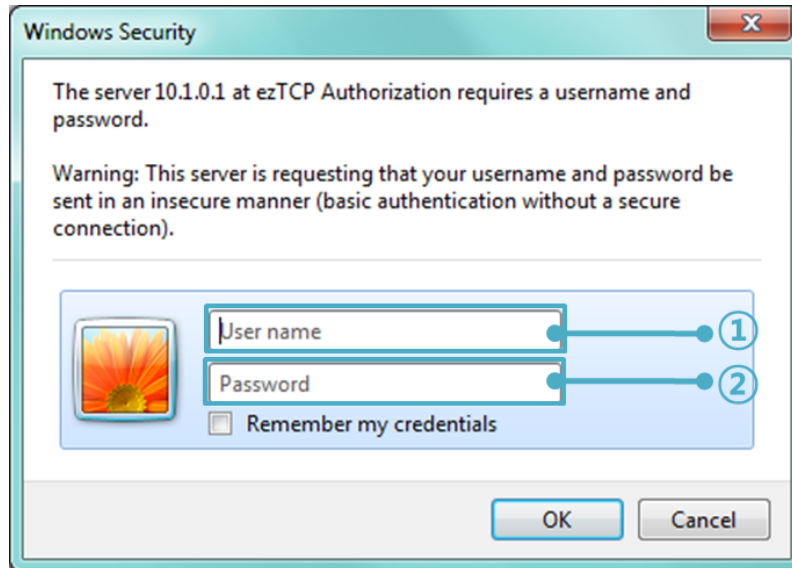 Windows Security
The server 10.1.0.1 at ezTCP Authorization requires a username and
password.
Warning: This server is requesting that your username and password be
sent in an insecure manner (basic authentication without a secure
connection).
User name ①
Password ②
Remember my credentials
OK Cancel